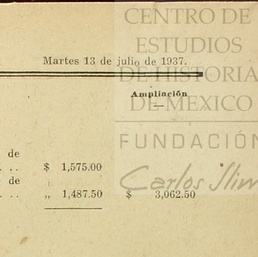 CENTRO DE
ESTUDIOS
Martes 13 de julio de 1937.
DE HISTORIA
Ampliación
DE MEXICO
FUNDACIÓN
Carlos Slim
de
. . $ 1,575.00
de
. . „ 1,487.50 $ 3,062.50